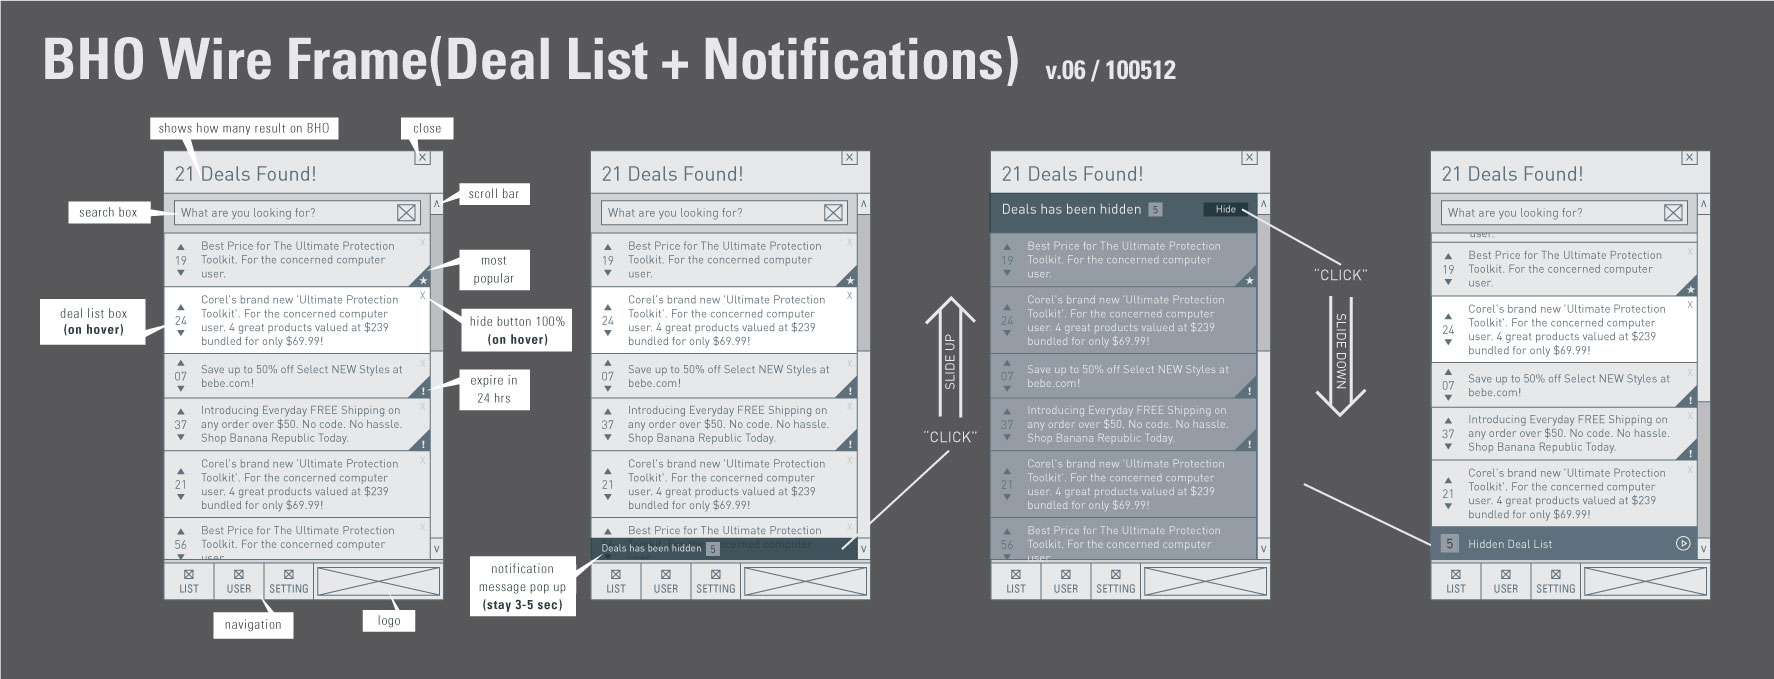 BHO Wire Frame(Deal List + Notifications) v.06 / 100512
shows how many result on BHO
close
21 Deals Found!
X
search box
What are you looking for?
scroll bar
19
Best Price for The Ultimate Protection
Toolkit. For the concerned computer
user.
X
most
popular
deal list box
(on hover)
24
Corel's brand new 'Ultimate Protection
Toolkit'. For the concerned computer
user. 4 great products valued at $239
bundled for only $69.99!
X
hide button 100%
(on hover)
07
Save up to 50% off Select NEW Styles at
bebe.com!
X
!
expire in
24 hrs
37
Introducing Everyday FREE Shipping on
any order over $50. No code. No hassle.
Shop Banana Republic Today.
X
!
21
Corel's brand new 'Ultimate Protection
Toolkit'. For the concerned computer
user. 4 great products valued at $239
bundled for only $69.99!
X
56
Best Price for The Ultimate Protection
Toolkit. For the concerned computer
user.
X
LIST
USER
SETTING
navigation
logo
21 Deals Found!
X
What are you looking for?
19
Best Price for The Ultimate Protection
Toolkit. For the concerned computer
user.
X
24
Corel's brand new 'Ultimate Protection
Toolkit'. For the concerned computer
user. 4 great products valued at $239
bundled for only $69.99!
X
07
Save up to 50% off Select NEW Styles at
bebe.com!
X
!
37
Introducing Everyday FREE Shipping on
any order over $50. No code. No hassle.
Shop Banana Republic Today.
X
!
21
Corel's brand new 'Ultimate Protection
Toolkit'. For the concerned computer
user. 4 great products valued at $239
bundled for only $69.99!
X
Best Price for The Ultimate Protection
Toolkit. For the concerned computer
X
Deals has been hidden 5
notification
message pop up
(stay 3-5 sec)
LIST
USER
SETTING
SLIDE UP
"CLICK"
21 Deals Found!
X
Deals has been hidden 5
Hide
19
Best Price for The Ultimate Protection
Toolkit. For the concerned computer
user.
24
Corel's brand new 'Ultimate Protection
Toolkit'. For the concerned computer
user. 4 great products valued at $239
bundled for only $69.99!
07
Save up to 50% off Select NEW Styles at
bebe.com!
!
37
Introducing Everyday FREE Shipping on
any order over $50. No code. No hassle.
Shop Banana Republic Today.
!
21
Corel's brand new 'Ultimate Protection
Toolkit'. For the concerned computer
user. 4 great products valued at $239
bundled for only $69.99!
56
Best Price for The Ultimate Protection
Toolkit. For the concerned computer
user.
LIST
USER
SETTING
"CLICK"
SLIDE DOWN
21 Deals Found!
X
What are you looking for?
user.
19
Best Price for The Ultimate Protection
Toolkit. For the concerned computer
user.
X
24
Corel's brand new 'Ultimate Protection
Toolkit'. For the concerned computer
user. 4 great products valued at $239
bundled for only $69.99!
X
07
Save up to 50% off Select NEW Styles at
bebe.com!
X
!
37
Introducing Everyday FREE Shipping on
any order over $50. No code. No hassle.
Shop Banana Republic Today.
X
!
21
Corel's brand new 'Ultimate Protection
Toolkit'. For the concerned computer
user. 4 great products valued at $239
bundled for only $69.99!
X
5 Hidden Deal List
LIST
USER
SETTING